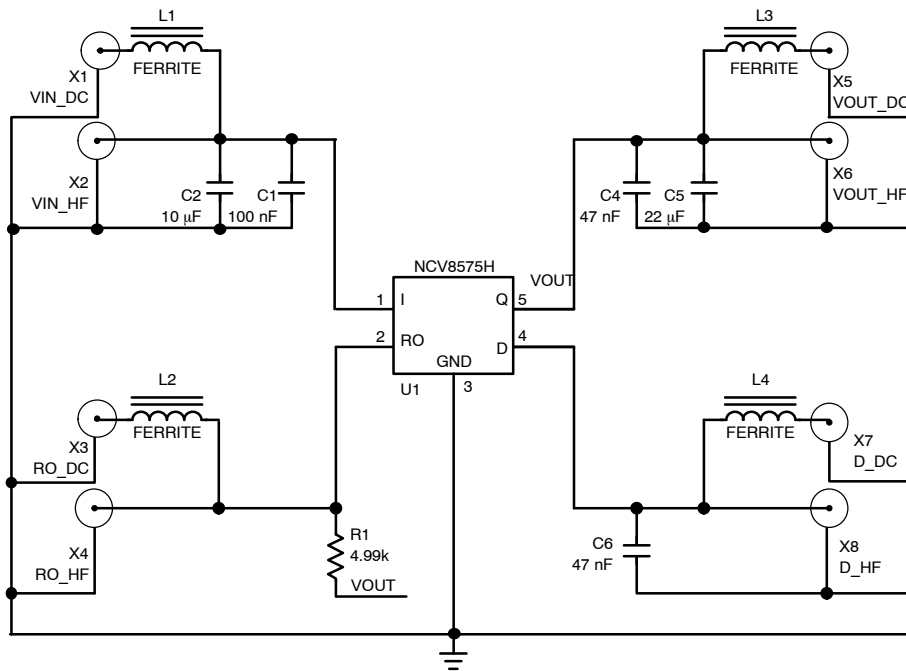 L1
FERRITE
X1
VIN_DC
X2
VIN_HF
C2
10 µF
C1
100 nF
L3
FERRITE
X5
VOUT_DC
X6
VOUT_HF
C4
47 nF
C5
22 µF
NCV8575H
VOUT
1
I
Q
5
2
RO
D
4
GND
U1
3
L2
FERRITE
X3
RO_DC
X4
RO_HF
R1
4.99k
VOUT
L4
FERRITE
X7
D_DC
C6
47 nF
X8
D_HF